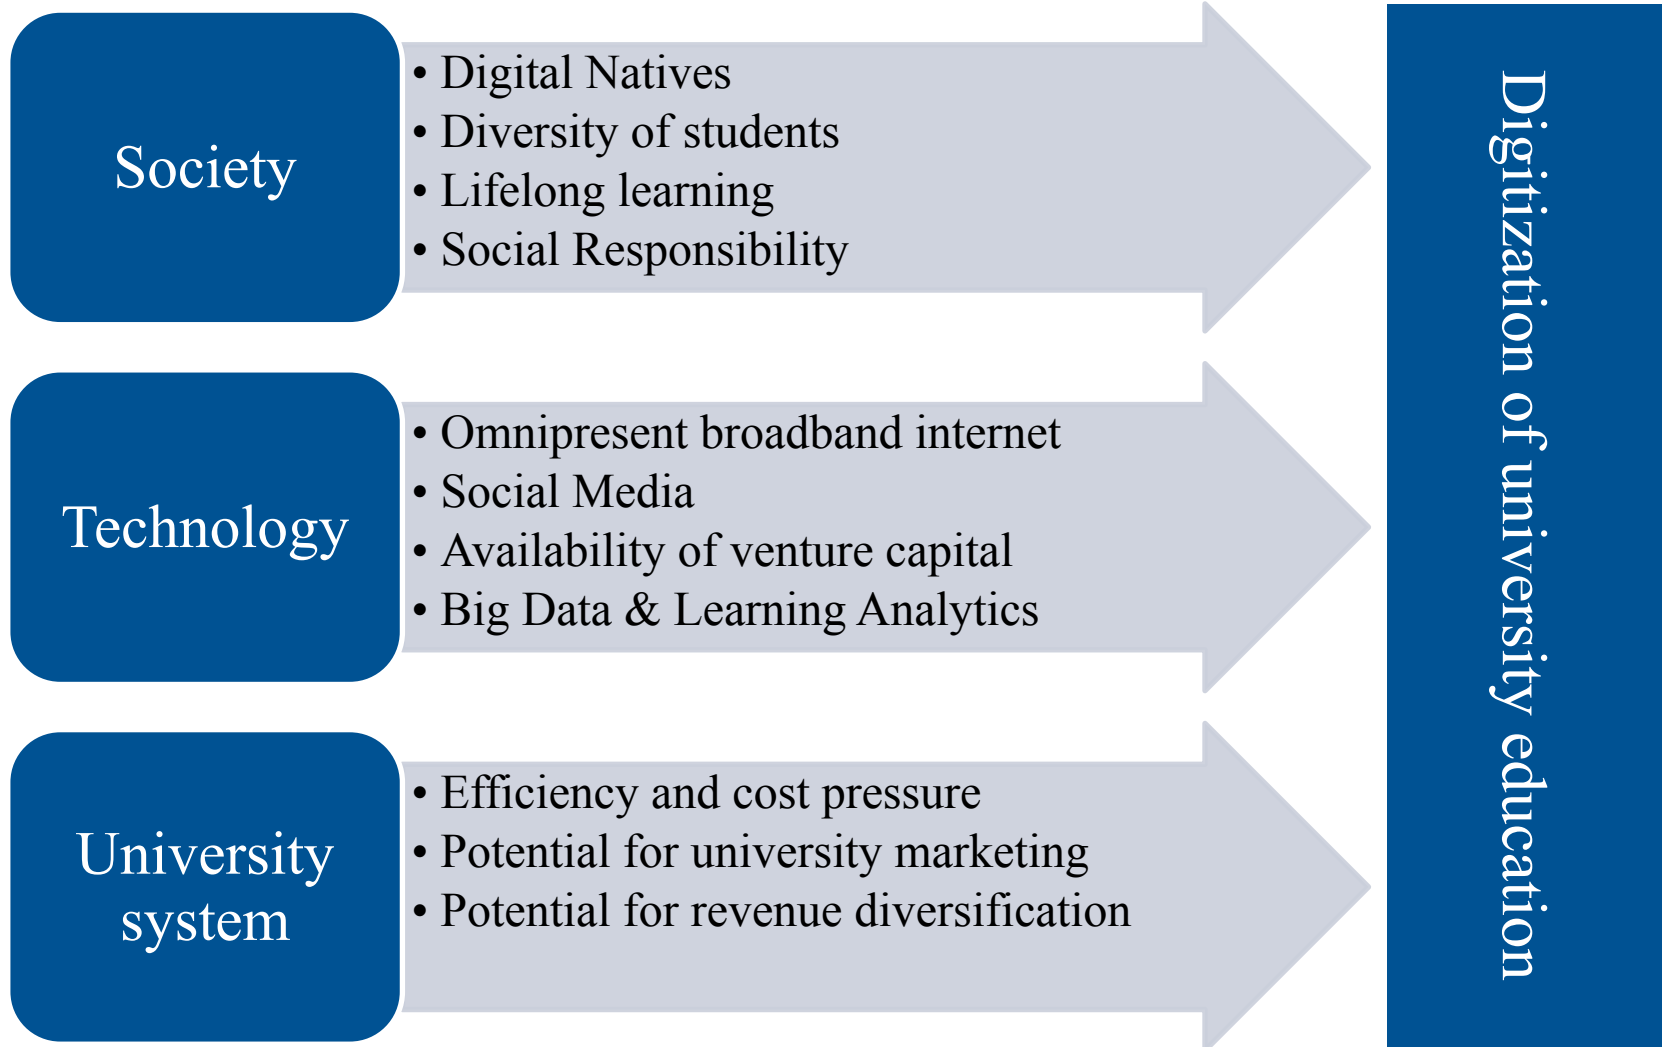 Society
• Digital Natives
• Diversity of students
• Lifelong learning
• Social Responsibility
Technology
• Omnipresent broadband internet
• Social Media
• Availability of venture capital
• Big Data & Learning Analytics
University
system
• Efficiency and cost pressure
• Potential for university marketing
• Potential for revenue diversification
Digitization of university education